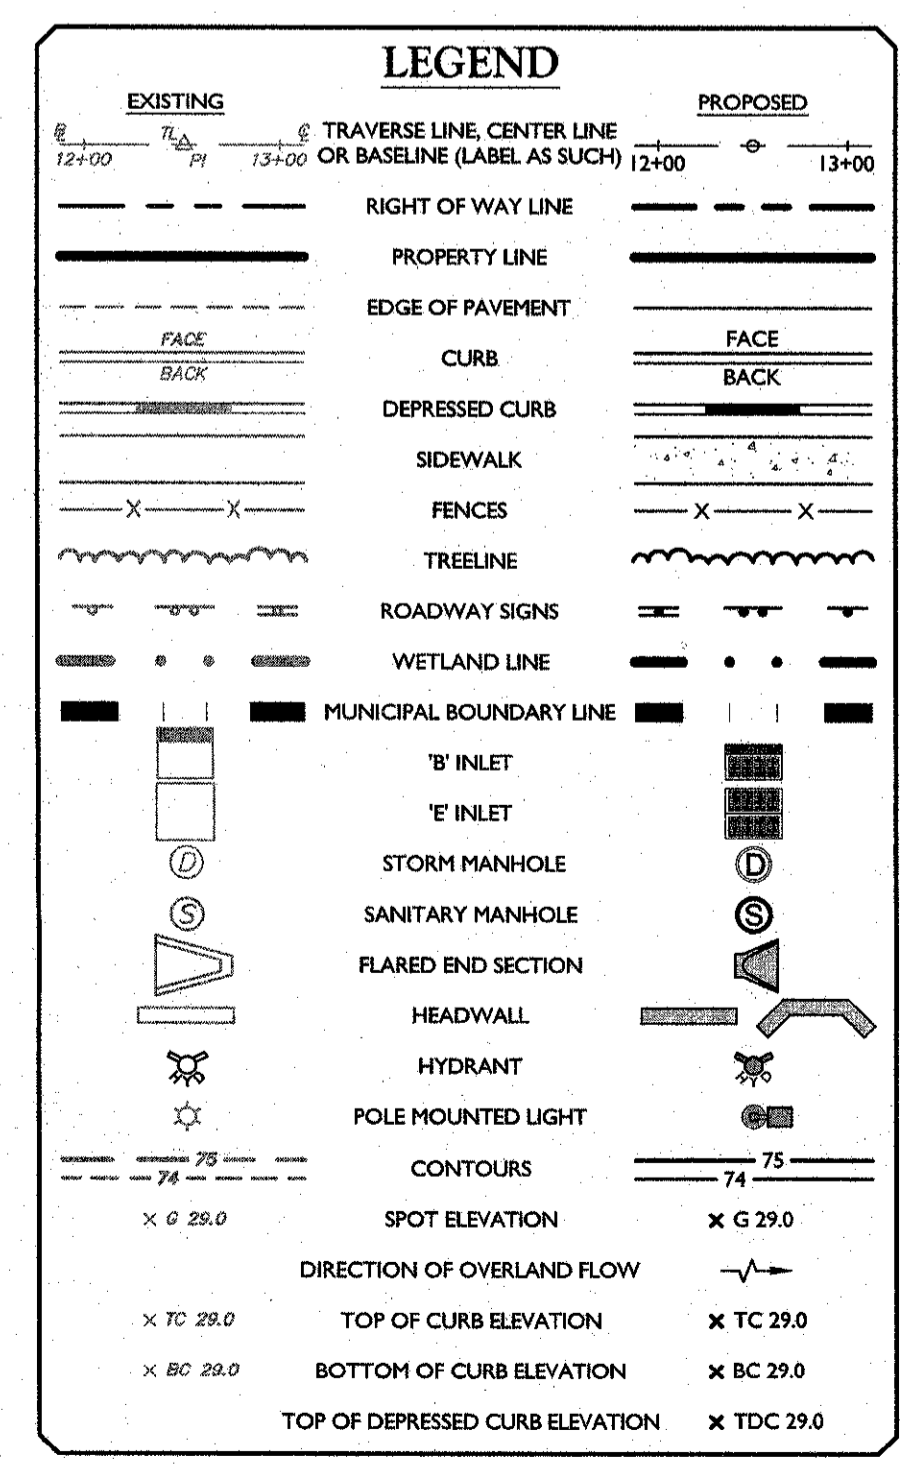 LEGEND
EXISTING PROPOSED
TL TRAVERSE LINE, CENTER LINE
12+00 PI 13+00 OR BASELINE (LABEL AS SUCH) 12+00 13+00
RIGHT OF WAY LINE
PROPERTY LINE
EDGE OF PAVEMENT
FACE FACE
CURB
BACK BACK
DEPRESSED CURB
SIDEWALK
X X FENCES X X
TREELINE
ROADWAY SIGNS
WETLAND LINE
MUNICIPAL BOUNDARY LINE
'B' INLET
'E' INLET
D STORM MANHOLE D
S SANITARY MANHOLE S
FLARED END SECTION
HEADWALL
HYD HYDRANT HYD
POLE MOUNTED LIGHT
75 75
CONTOURS
74 74
× G 29.0 SPOT ELEVATION × G 29.0
DIRECTION OF OVERLAND FLOW
× TC 29.0 TOP OF CURB ELEVATION × TC 29.0
× BC 29.0 BOTTOM OF CURB ELEVATION × BC 29.0
TOP OF DEPRESSED CURB ELEVATION × TDC 29.0